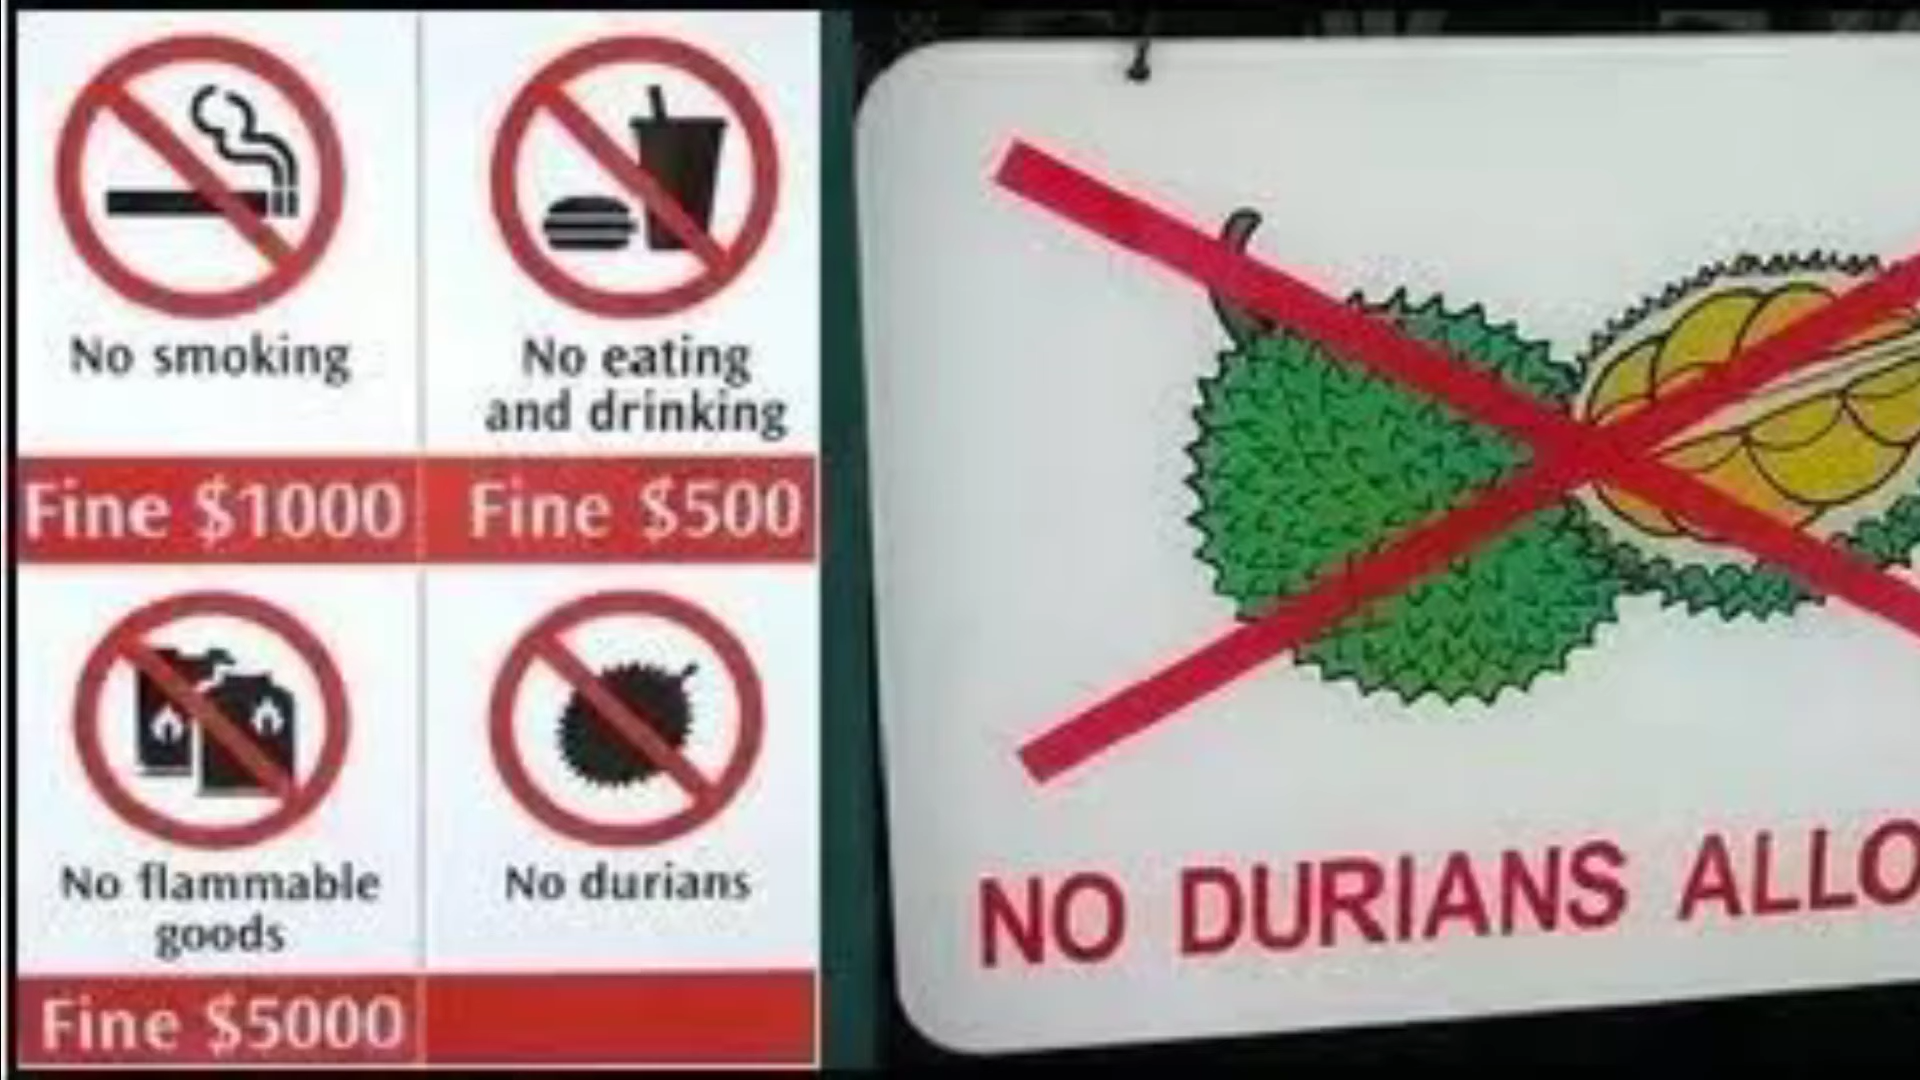 No smoking
No eating
and drinking
Fine $1000
Fine $500
No flammable
goods
No durians
Fine $5000
NO DURIANS ALLO